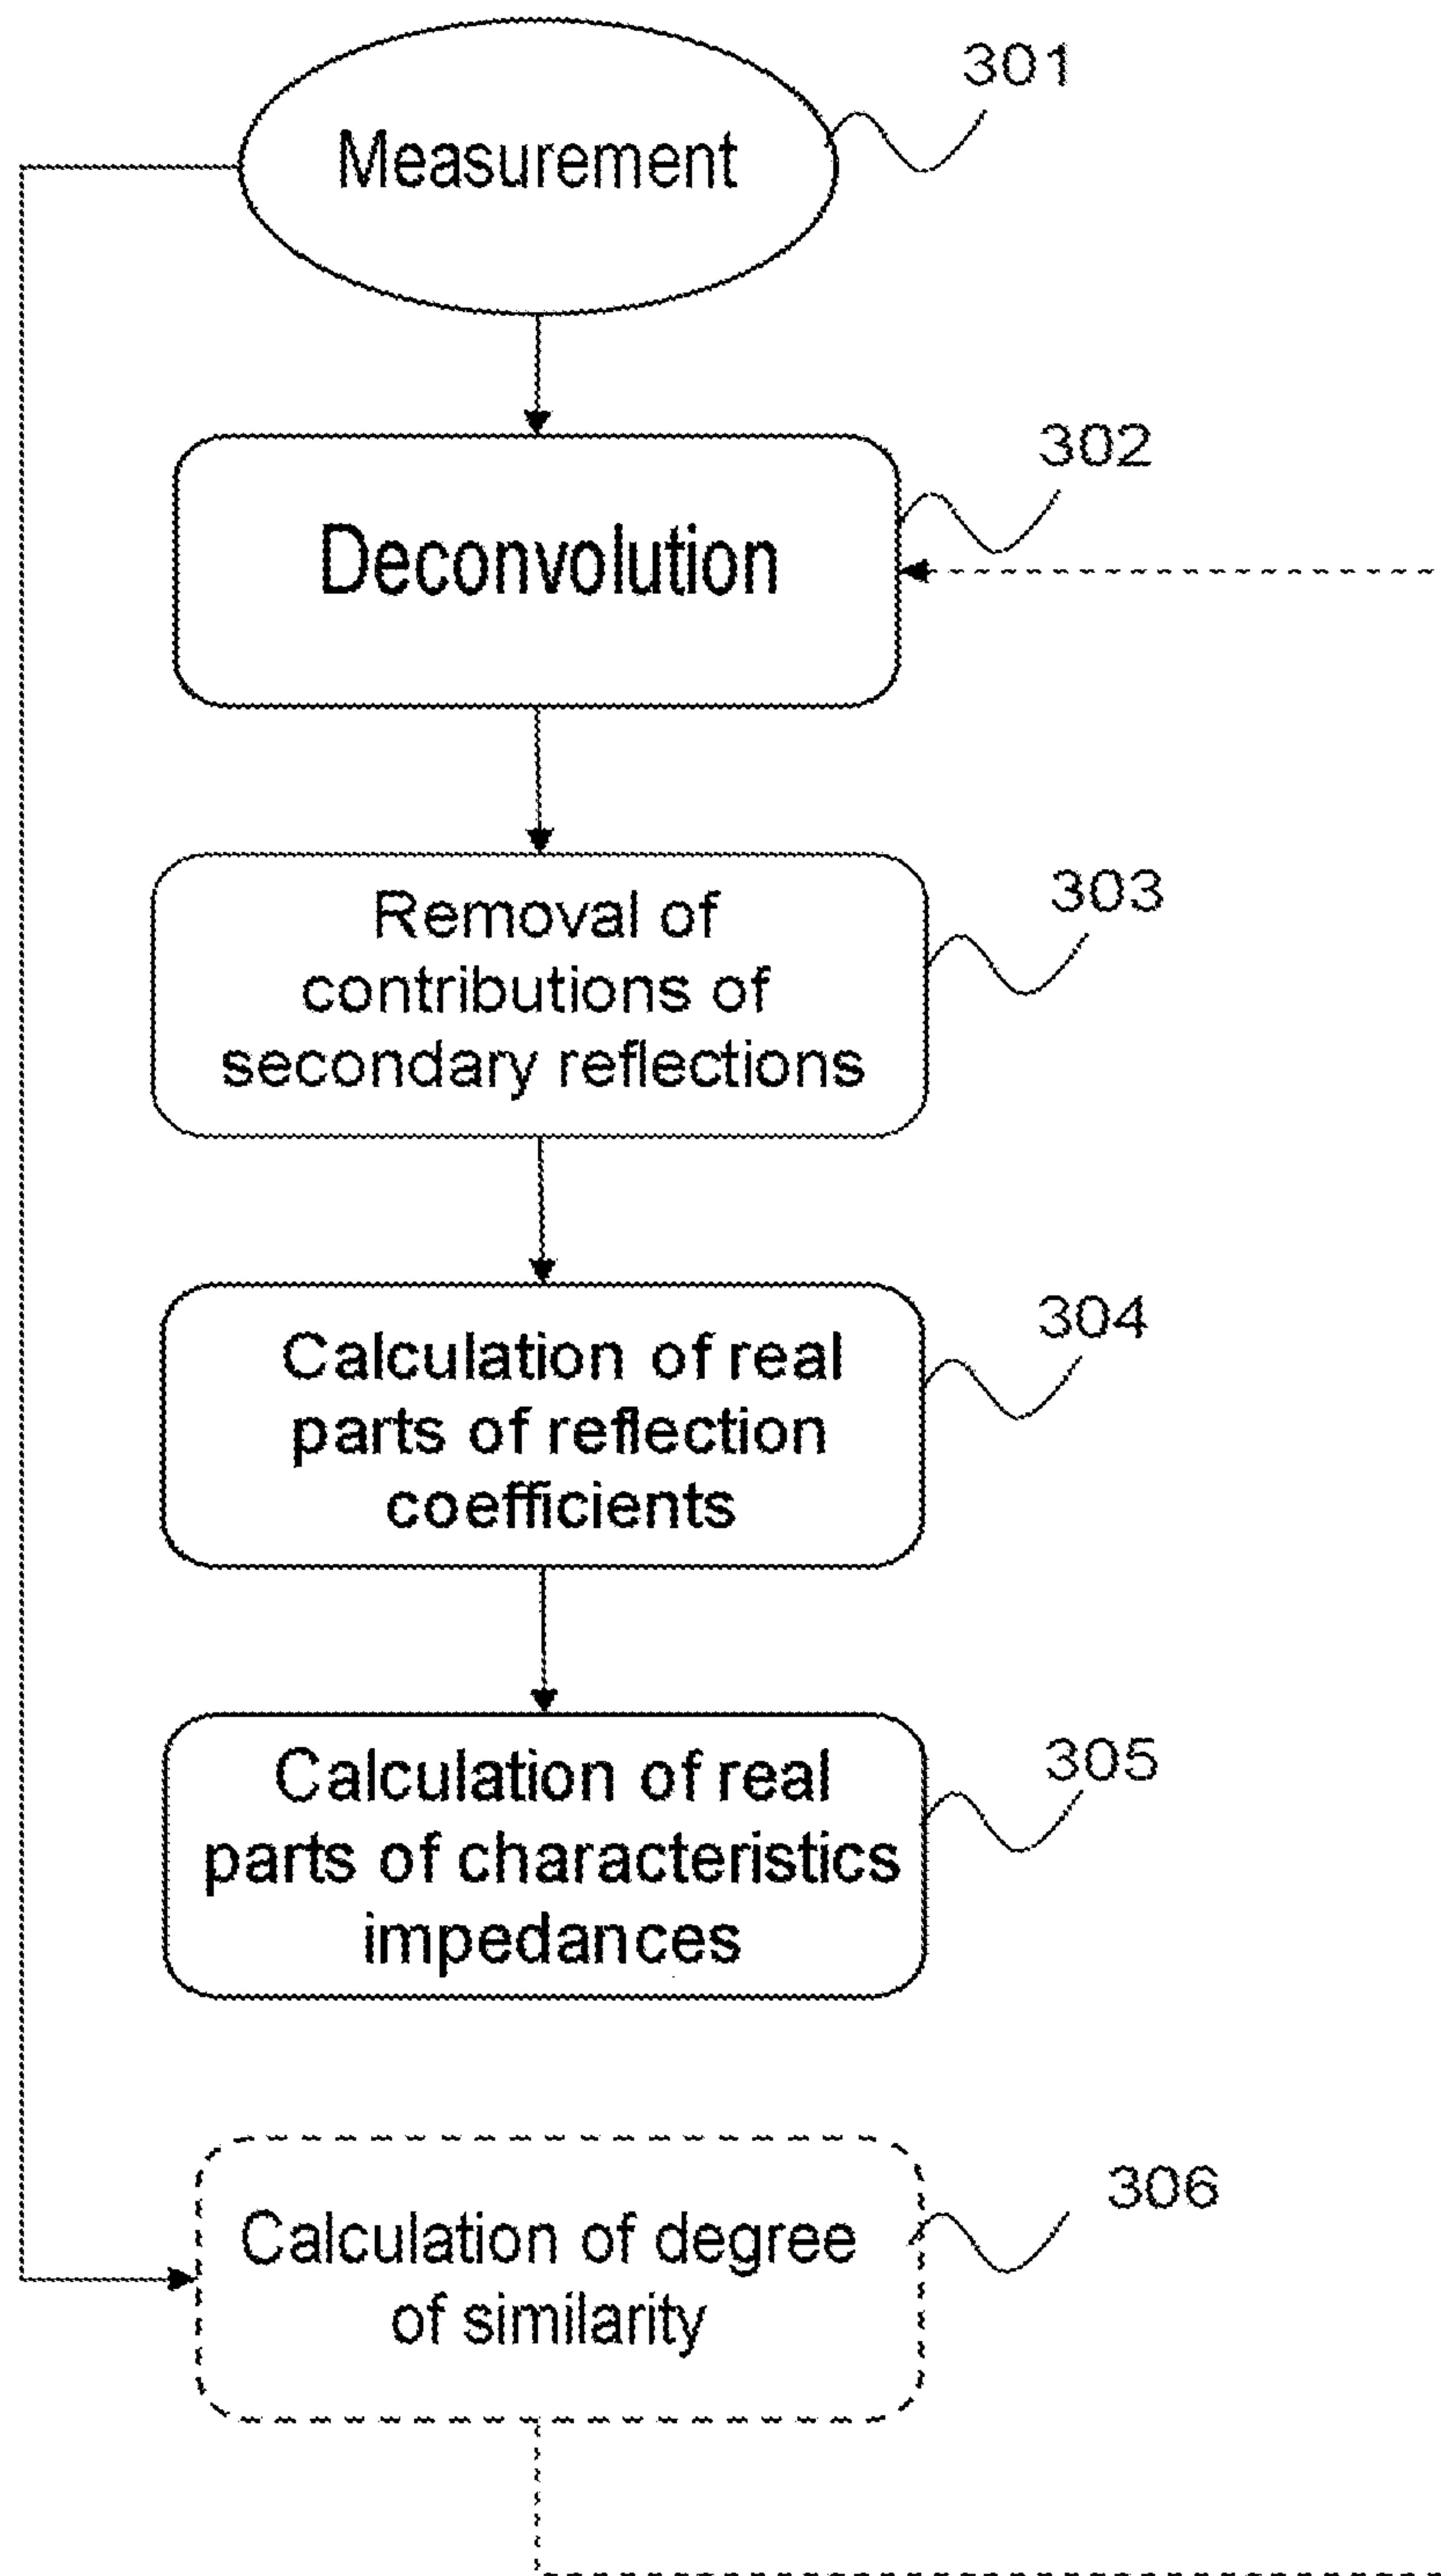 301
Measurement
302
Deconvolution
303
Removal of
contributions of
secondary reflections
304
Calculation of real
parts of reflection
coefficients
305
Calculation of real
parts of characteristics
impedances
306
Calculation of degree
of similarity